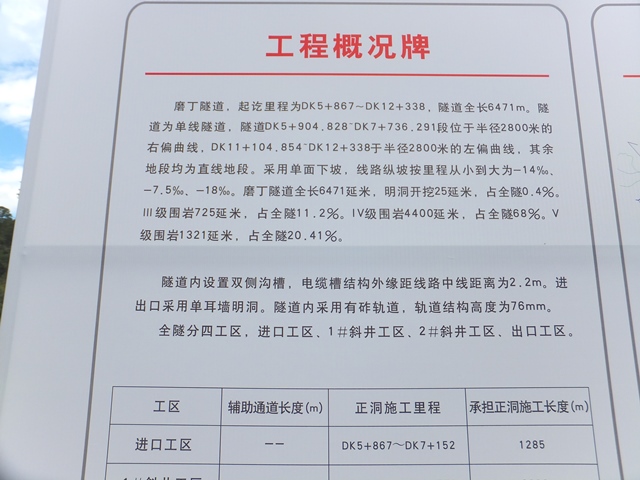 工程概况牌
磨丁隧道，起讫里程为DK5+867～DK12+338，隧道全长6471m。隧
道为单线隧道，隧道DK5+904.828~DK7+736.291段位于半径2800米的
右偏曲线，DK11+104.854~DK12+338于半径2800米的左偏曲线，其余
地段均为直线地段。采用单面下坡，线路纵坡按里程从小到大为-14‰、
-7.5‰、-18‰。磨丁隧道全长6471延米，明洞开挖25延米，占全隧0.4%。
III级围岩725延米，占全隧11.2%。IV级围岩4400延米，占全隧68%。V
级围岩1321延米，占全隧20.41%。
隧道内设置双侧沟槽，电缆槽结构外缘距线路中线距离为2.2m。进
出口采用单耳墙明洞。隧道内采用有砟轨道，轨道结构高度为76mm。
全隧分四工区，进口工区、1#斜井工区、2#斜井工区、出口工区。
工区 辅助通道长度(m) 正洞施工里程 承担正洞施工长度(m)
进口工区 -- DK5+867～DK7+152 1285